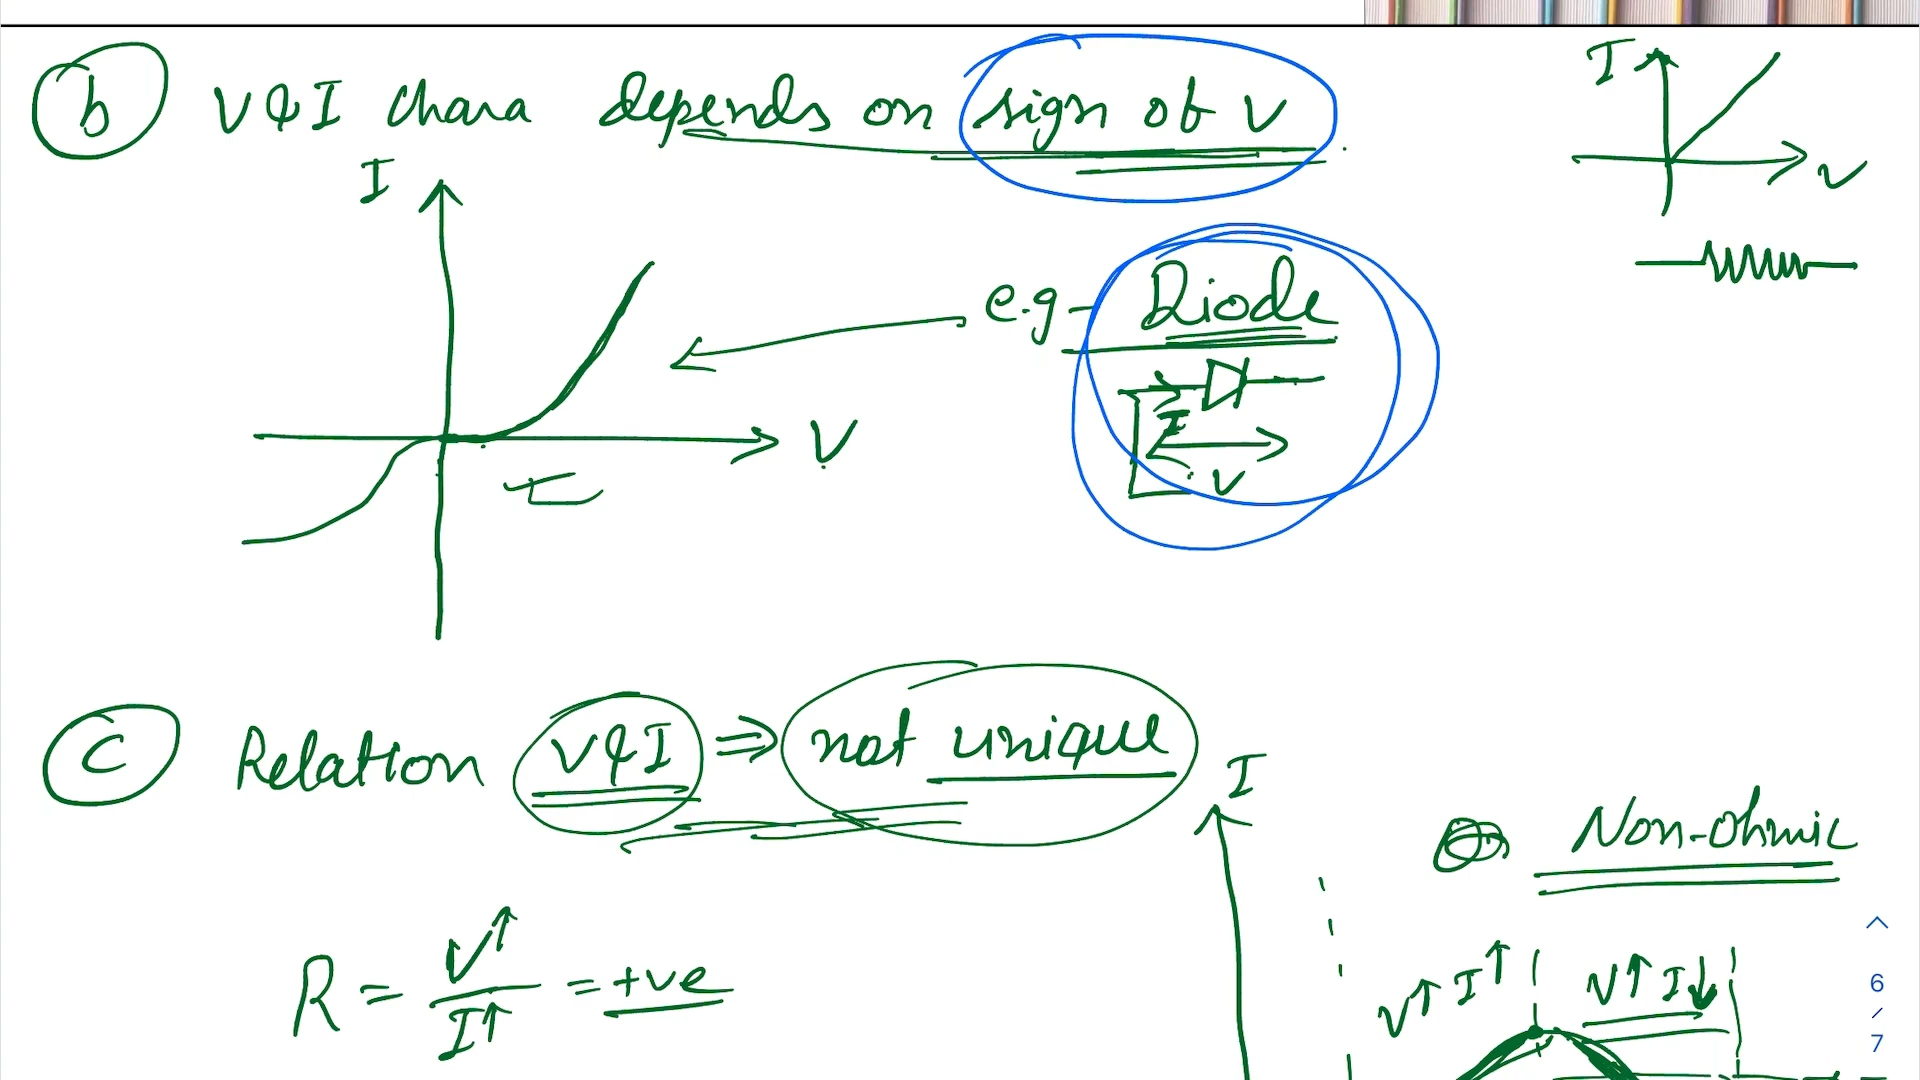 b V&I chara depends on sign of V
I
V
I
V
e.g - Diode
I
V
c Relation V&I ⇒ not unique
I
Non-ohmic
R = V↑ / I↑ = +ve
V↑ I↑
V↑ I↓
6
/
7